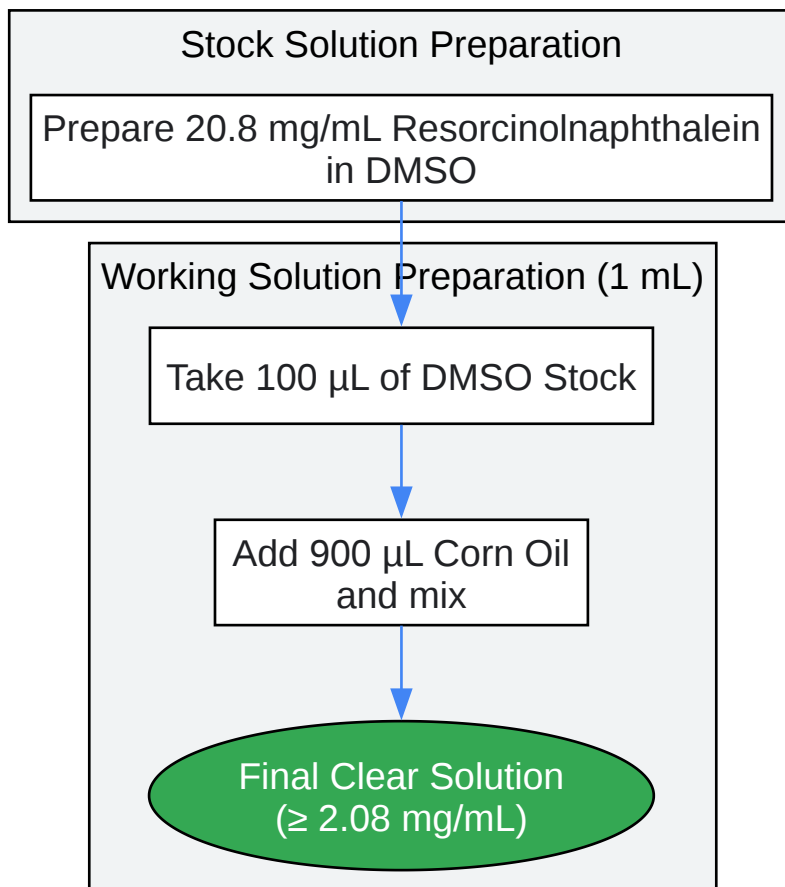 Stock Solution Preparation
Prepare 20.8 mg/mL Resorcinolnaphthalein
in DMSO
Working Solution Preparation (1 mL)
Take 100 µL of DMSO Stock
Add 900 µL Corn Oil
and mix
Final Clear Solution
(≥ 2.08 mg/mL)